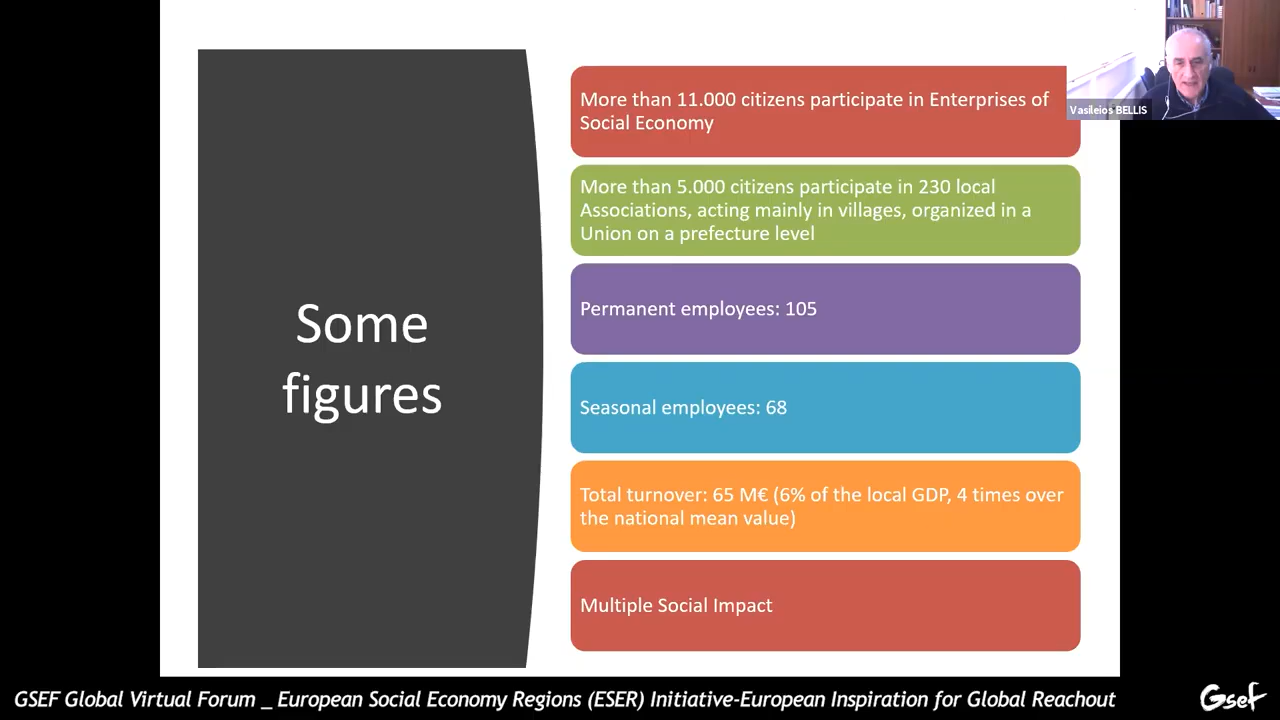 Some
figures
More than 11.000 citizens participate in Enterprises of
Social Economy
More than 5.000 citizens participate in 230 local
Associations, acting mainly in villages, organized in a
Union on a prefecture level
Permanent employees: 105
Seasonal employees: 68
Total turnover: 65 M€ (6% of the local GDP, 4 times over
the national mean value)
Multiple Social Impact
Vasileios BELLIS
GSEF Global Virtual Forum _ European Social Economy Regions (ESER) Initiative-European Inspiration for Global Reachout
Gsef